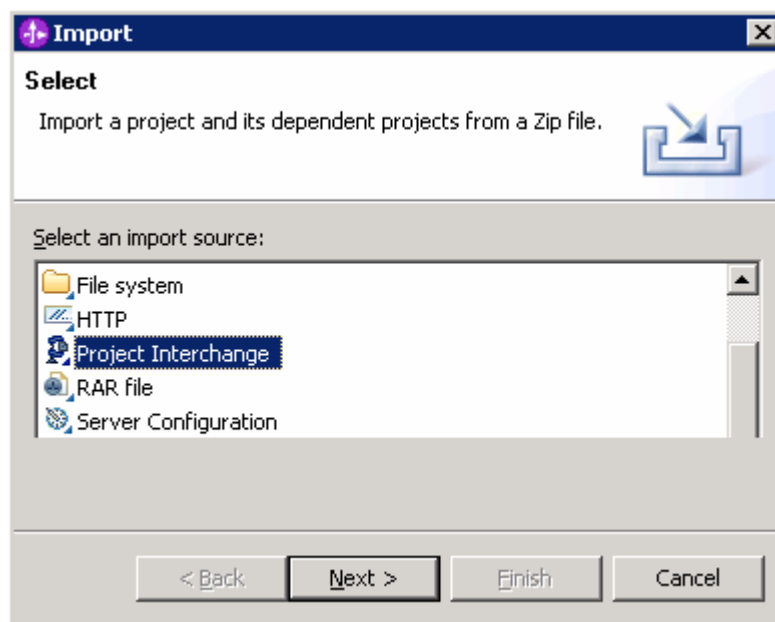 Import
Select
Import a project and its dependent projects from a Zip file.
Select an import source:
File system
HTTP
Project Interchange
RAR file
Server Configuration
< Back Next > Finish Cancel